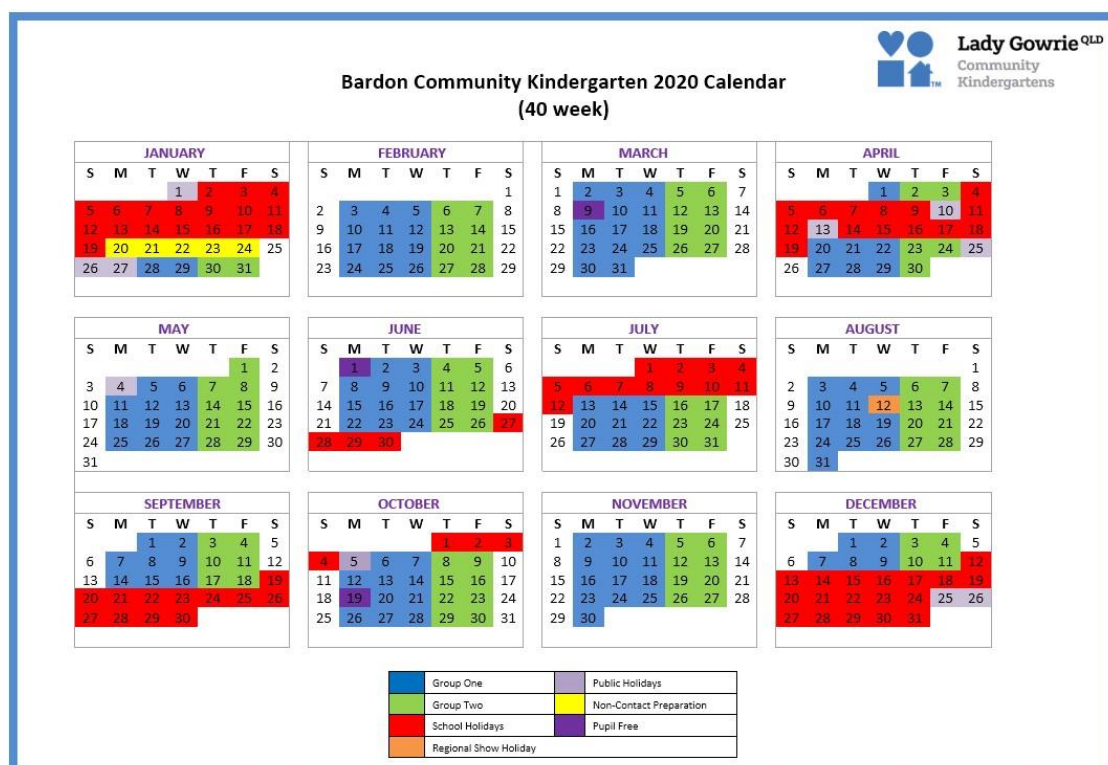 Lady Gowrie QLD
Community
Kindergartens
TM
Bardon Community Kindergarten 2020 Calendar
(40 week)
JANUARY
S M T W T F S
1 2 3 4
5 6 7 8 9 10 11
12 13 14 15 16 17 18
19 20 21 22 23 24 25
26 27 28 29 30 31
FEBRUARY
S M T W T F S
1
2 3 4 5 6 7 8
9 10 11 12 13 14 15
16 17 18 19 20 21 22
23 24 25 26 27 28 29
MARCH
S M T W T F S
1 2 3 4 5 6 7
8 9 10 11 12 13 14
15 16 17 18 19 20 21
22 23 24 25 26 27 28
29 30 31
APRIL
S M T W T F S
1 2 3 4
5 6 7 8 9 10 11
12 13 14 15 16 17 18
19 20 21 22 23 24 25
26 27 28 29 30
MAY
S M T W T F S
1 2
3 4 5 6 7 8 9
10 11 12 13 14 15 16
17 18 19 20 21 22 23
24 25 26 27 28 29 30
31
JUNE
S M T W T F S
1 2 3 4 5 6
7 8 9 10 11 12 13
14 15 16 17 18 19 20
21 22 23 24 25 26 27
28 29 30
JULY
S M T W T F S
1 2 3 4
5 6 7 8 9 10 11
12 13 14 15 16 17 18
19 20 21 22 23 24 25
26 27 28 29 30 31
AUGUST
S M T W T F S
1
2 3 4 5 6 7 8
9 10 11 12 13 14 15
16 17 18 19 20 21 22
23 24 25 26 27 28 29
30 31
SEPTEMBER
S M T W T F S
1 2 3 4 5
6 7 8 9 10 11 12
13 14 15 16 17 18 19
20 21 22 23 24 25 26
27 28 29 30
OCTOBER
S M T W T F S
1 2 3
4 5 6 7 8 9 10
11 12 13 14 15 16 17
18 19 20 21 22 23 24
25 26 27 28 29 30 31
NOVEMBER
S M T W T F S
1 2 3 4 5 6 7
8 9 10 11 12 13 14
15 16 17 18 19 20 21
22 23 24 25 26 27 28
29 30
DECEMBER
S M T W T F S
1 2 3 4 5
6 7 8 9 10 11 12
13 14 15 16 17 18 19
20 21 22 23 24 25 26
27 28 29 30 31
Group One Public Holidays
Group Two Non-Contact Preparation
School Holidays Pupil Free
Regional Show Holiday